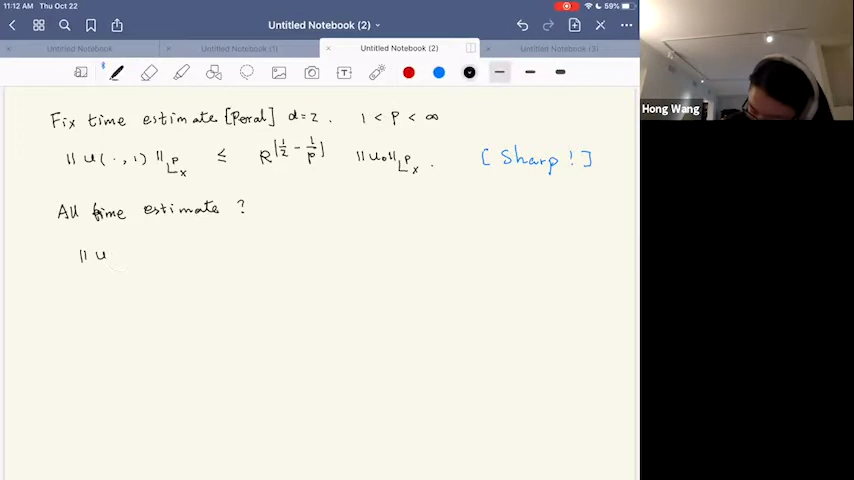 11:12 AM Thu Oct 22
59%
Untitled Notebook (2)
Untitled Notebook
Untitled Notebook (1)
Untitled Notebook (2)
Untitled Notebook (3)
Hong Wang
Fix time estimate [Peral] d=2. 1 < p < ∞
‖u(·,1)‖_{L^p_x} ≤ R^{|1/2 - 1/p|} ‖u₀‖_{L^p_x}. [Sharp!]
All time estimate ?
‖u